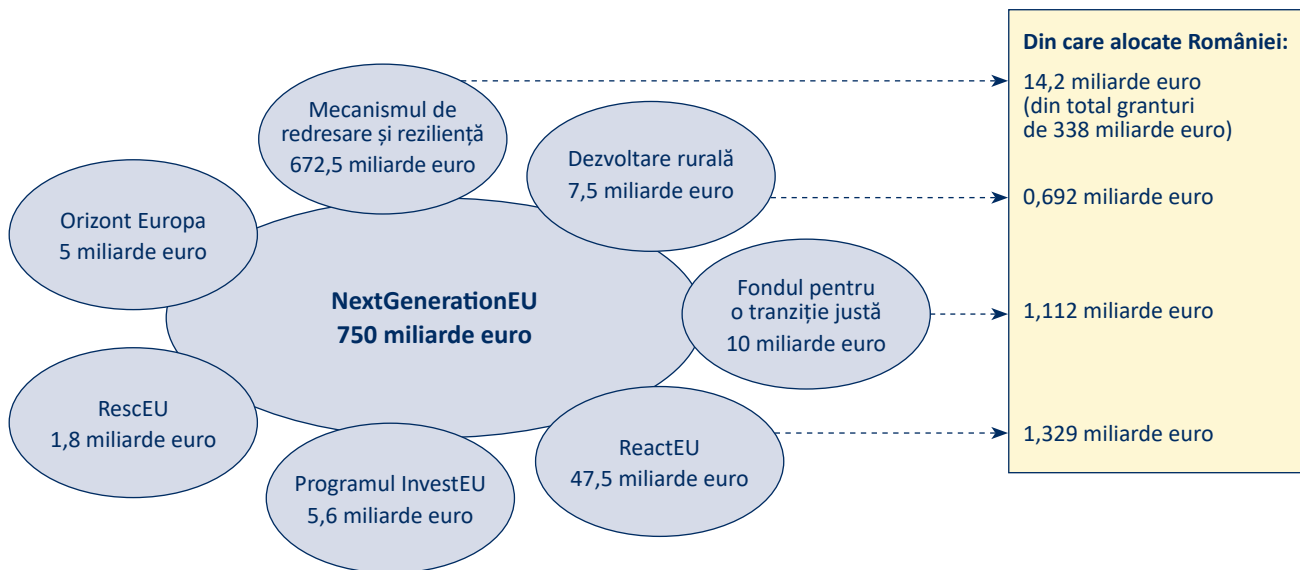 Din care alocate României:
14,2 miliarde euro
(din total granturi
de 338 miliarde euro)
0,692 miliarde euro
1,112 miliarde euro
1,329 miliarde euro
Mecanismul de
redresare și reziliență
672,5 miliarde euro
Dezvoltare rurală
7,5 miliarde euro
Orizont Europa
5 miliarde euro
NextGenerationEU
750 miliarde euro
Fondul pentru
o tranziție justă
10 miliarde euro
RescEU
1,8 miliarde euro
Programul InvestEU
5,6 miliarde euro
ReactEU
47,5 miliarde euro